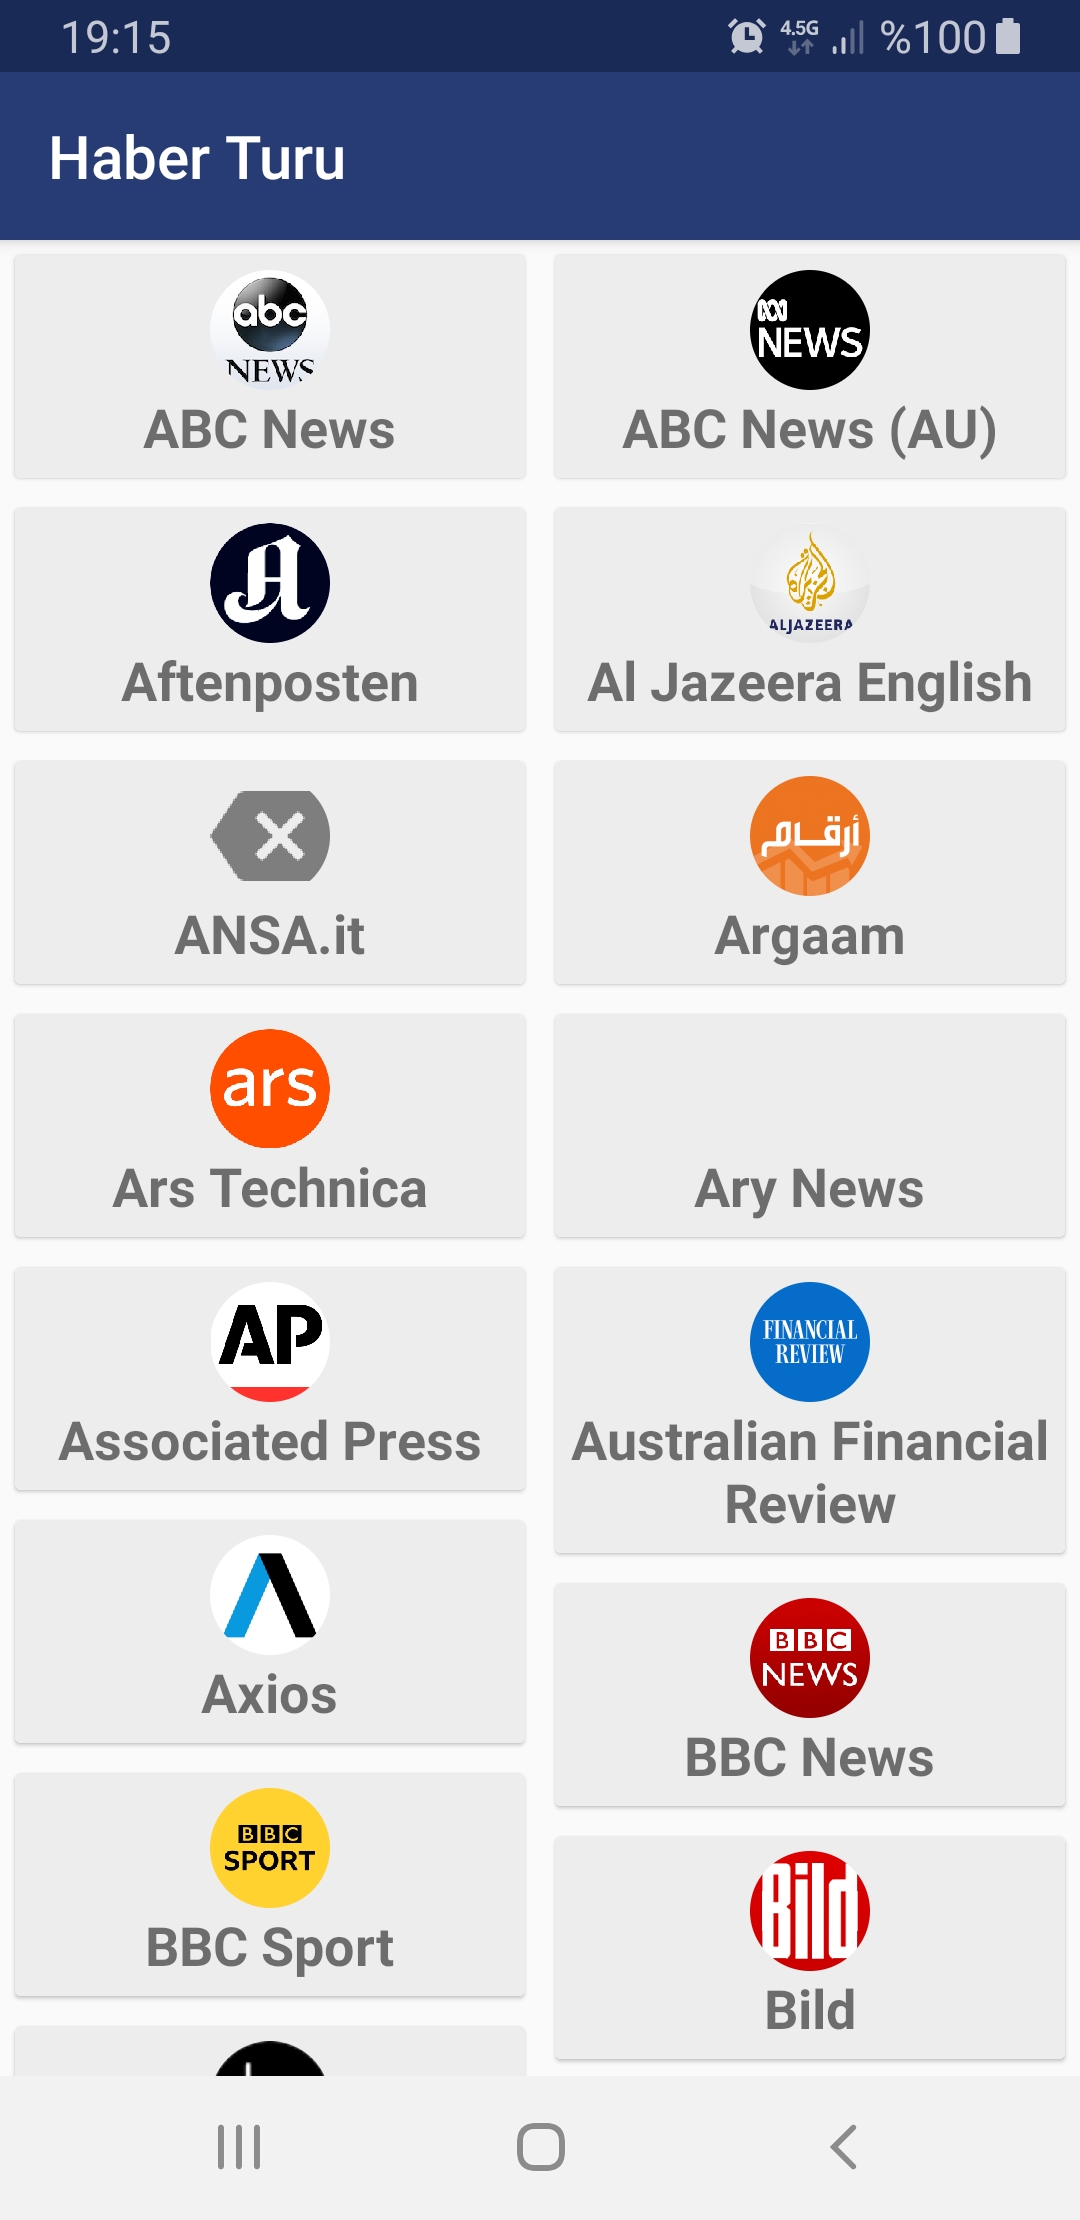 19:15
4.5G
%100
Haber Turu
abc
NEWS
ABC News
NEWS
ABC News (AU)
A
Aftenposten
الجزيرة
ALJAZEERA
Al Jazeera English
ANSA.it
أرقام
Argaam
ars
Ars Technica
Ary News
AP
Associated Press
FINANCIAL
REVIEW
Australian Financial
Review
Axios
BBC
NEWS
BBC News
BBC
SPORT
BBC Sport
Bild
Bild